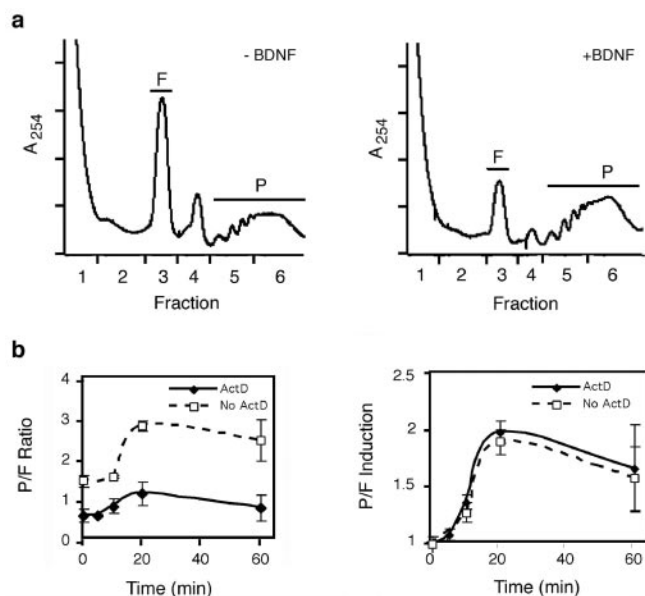 a
- BDNF
F
P
A254
1 2 3 4 5 6
Fraction
+BDNF
F
P
A254
1 2 3 4 5 6
Fraction
b
4
3
2
1
0
P/F Ratio
ActD
No ActD
0 20 40 60
Time (min)
2.5
2
1.5
1
P/F Induction
ActD
No ActD
0 20 40 60
Time (min)